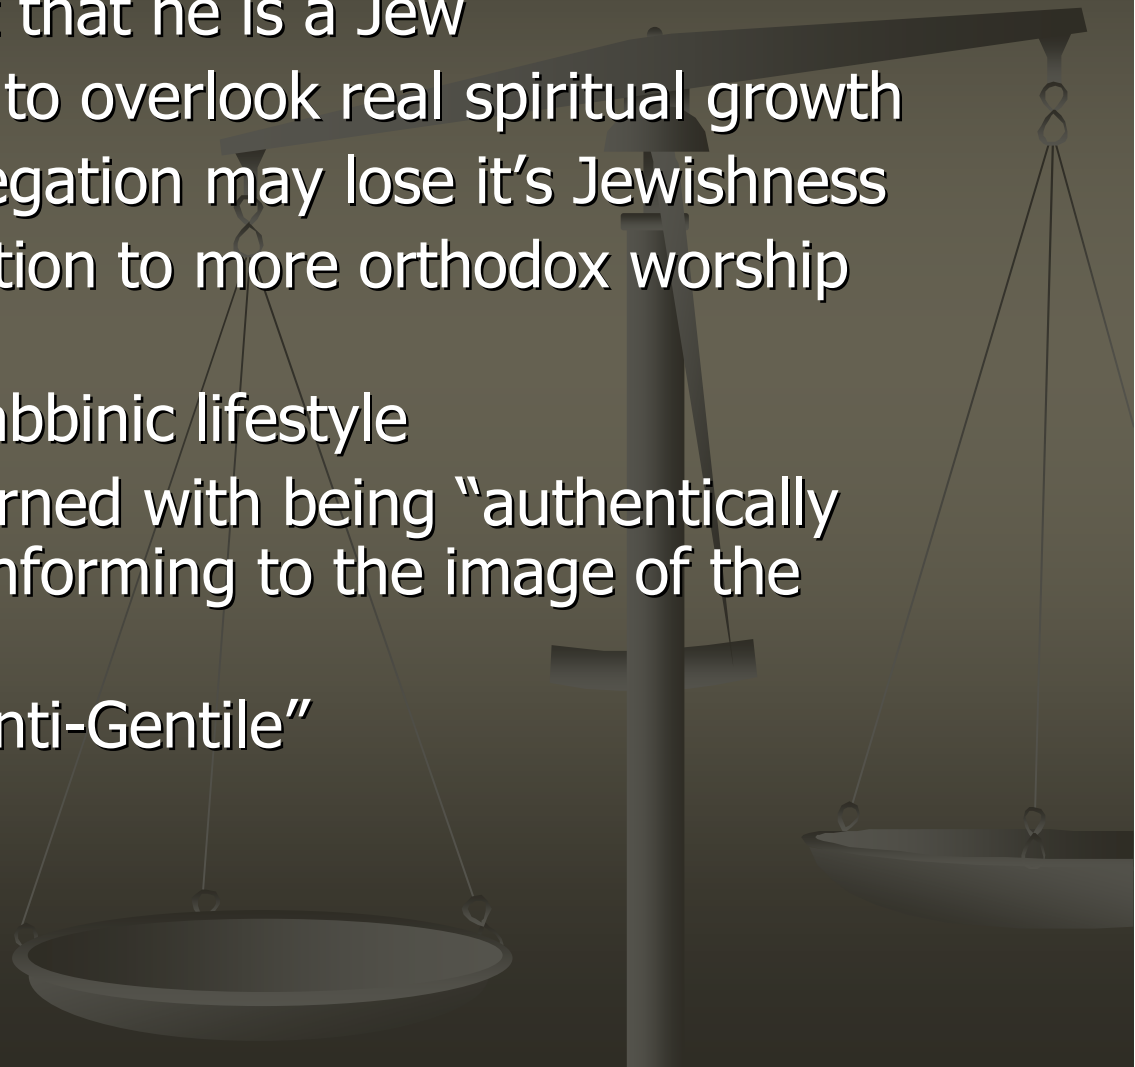 that he is a Jew
to overlook real spiritual growth
egation may lose it’s Jewishness
tion to more orthodox worship
abbinic lifestyle
rned with being “authentically
nforming to the image of the
nti-Gentile”